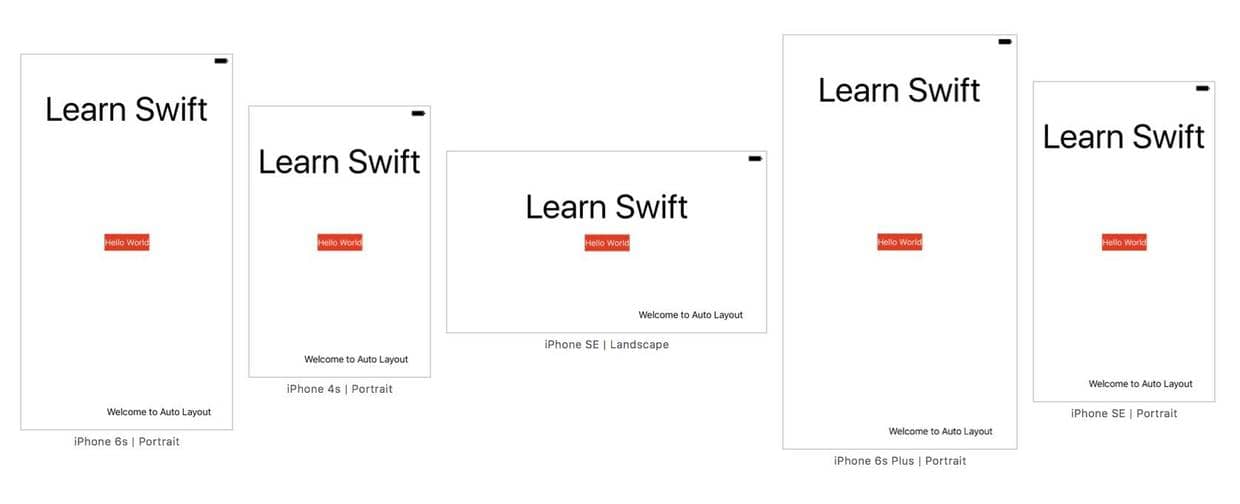 Learn Swift
Hello World
Welcome to Auto Layout
iPhone 6s | Portrait
Learn Swift
Hello World
Welcome to Auto Layout
iPhone 4s | Portrait
Learn Swift
Hello World
Welcome to Auto Layout
iPhone SE | Landscape
Learn Swift
Hello World
Welcome to Auto Layout
iPhone 6s Plus | Portrait
Learn Swift
Hello World
Welcome to Auto Layout
iPhone SE | Portrait